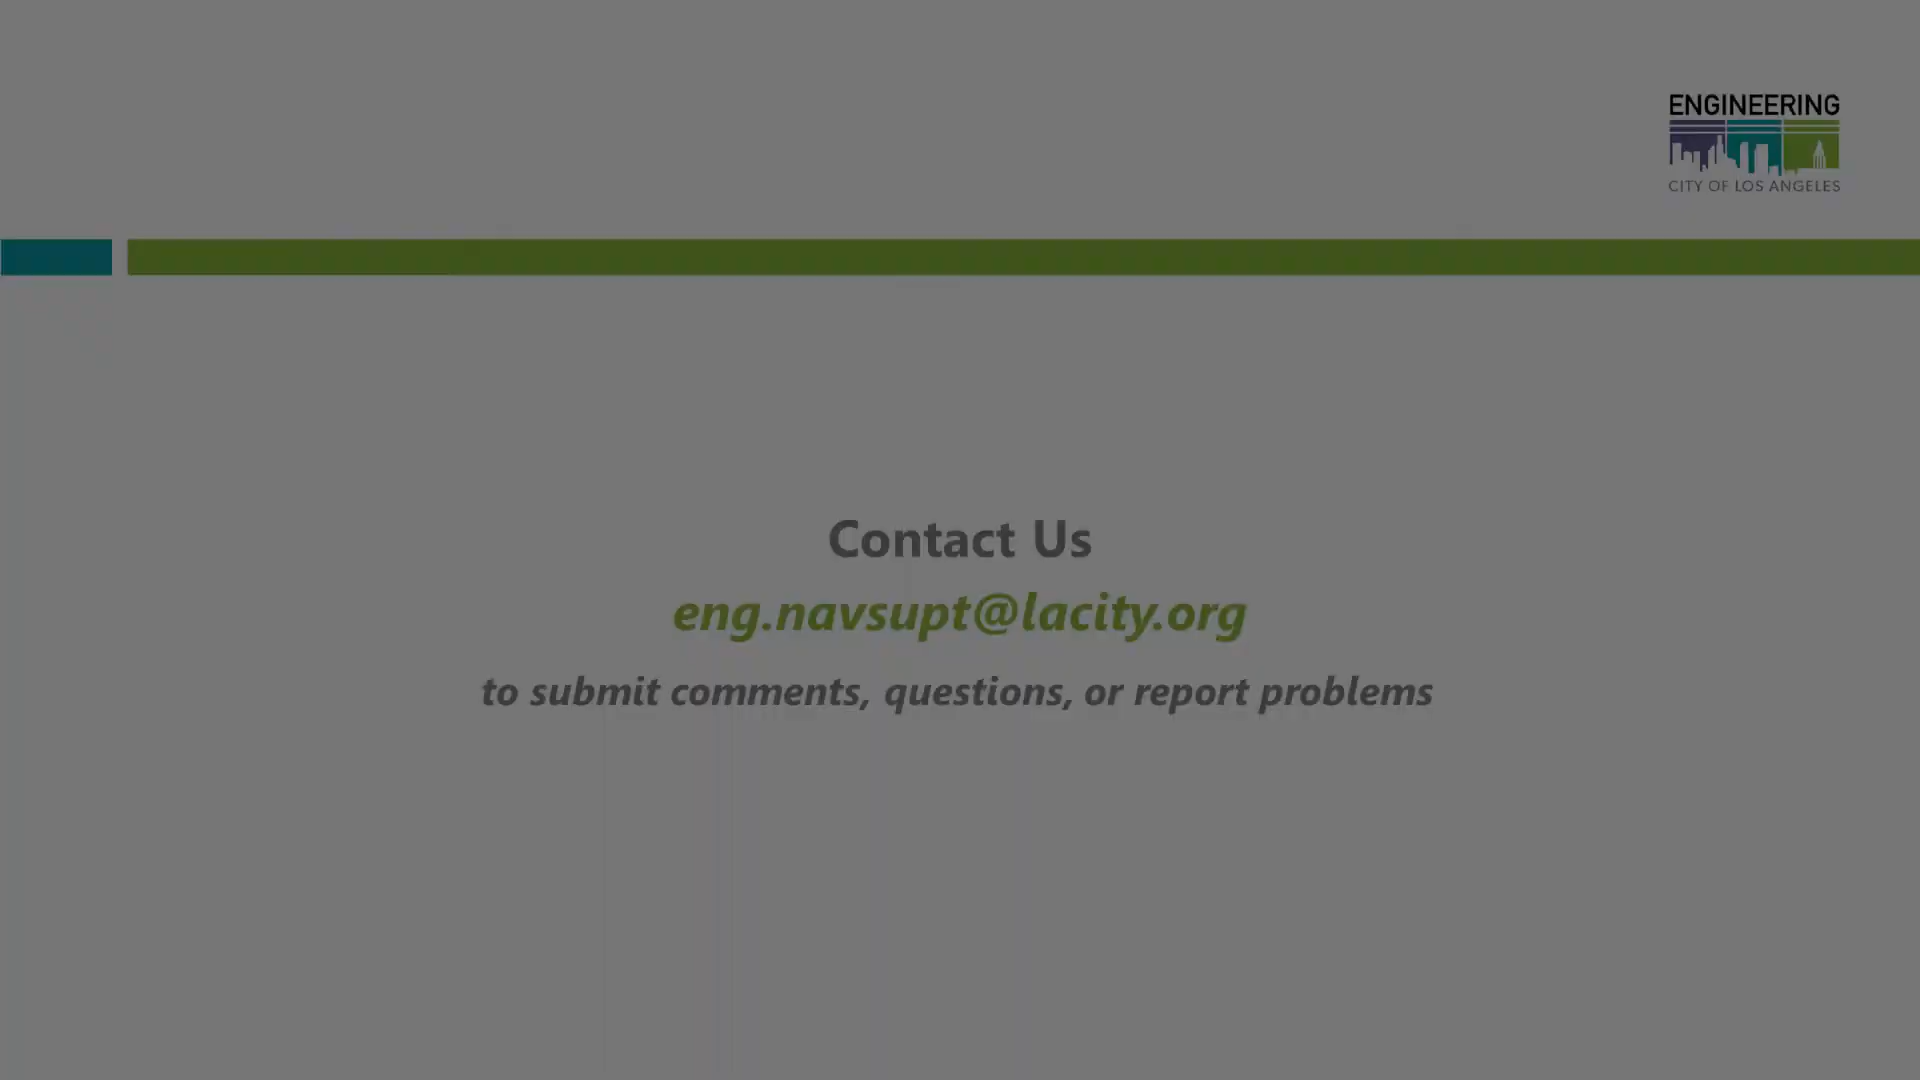 ENGINEERING
CITY OF LOS ANGELES
Contact Us
eng.navsupt@lacity.org
to submit comments, questions, or report problems